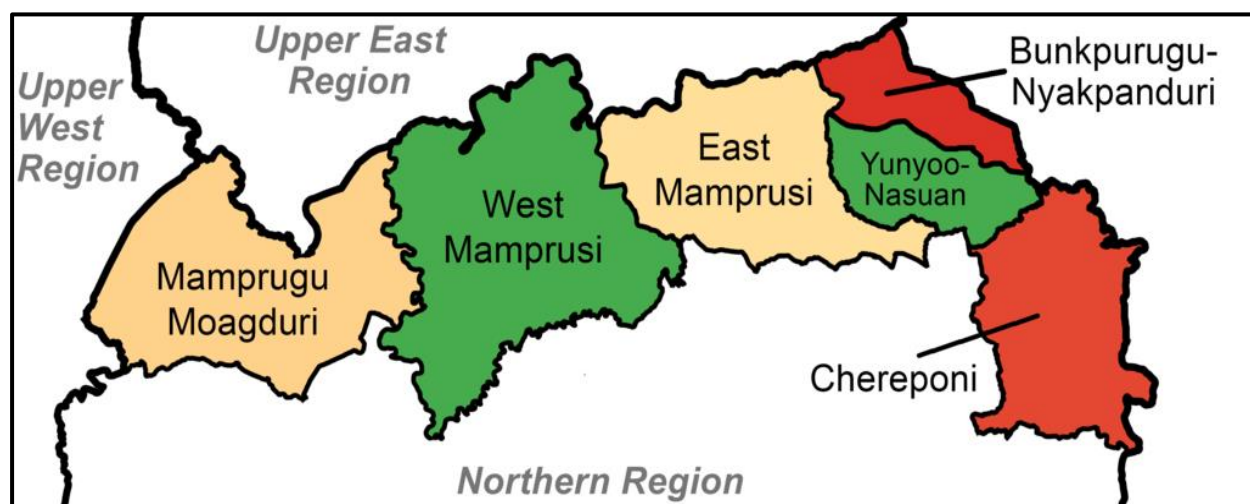 Upper East
Region
Upper
West
Region
Bunkpurugu-
Nyakpanduri
East
Mamprusi
Yunyoo-
Nasuan
West
Mamprusi
Mamprugu
Moagduri
Chereponi
Northern Region